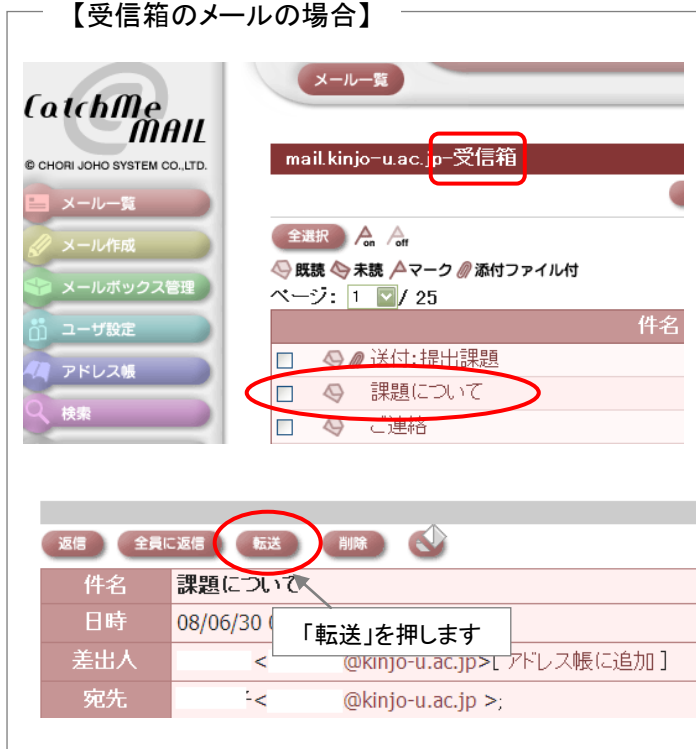 【受信箱のメールの場合】
CatchMe
MAIL
© CHORI JOHO SYSTEM CO.,LTD.
メール一覧
メール作成
メールボックス管理
ユーザ設定
アドレス帳
検索
メール一覧
mail.kinjo-u.ac.jp-受信箱
全選択 on off
既読 未読 マーク 添付ファイル付
ページ: 1 / 25
件名
送付:提出課題
課題について
ご連絡
返信 全員に返信 転送 削除
件名 課題について
日時 08/06/30
「転送」を押します
差出人 < @kinjo-u.ac.jp>[ アドレス帳に追加 ]
宛先 < @kinjo-u.ac.jp >;